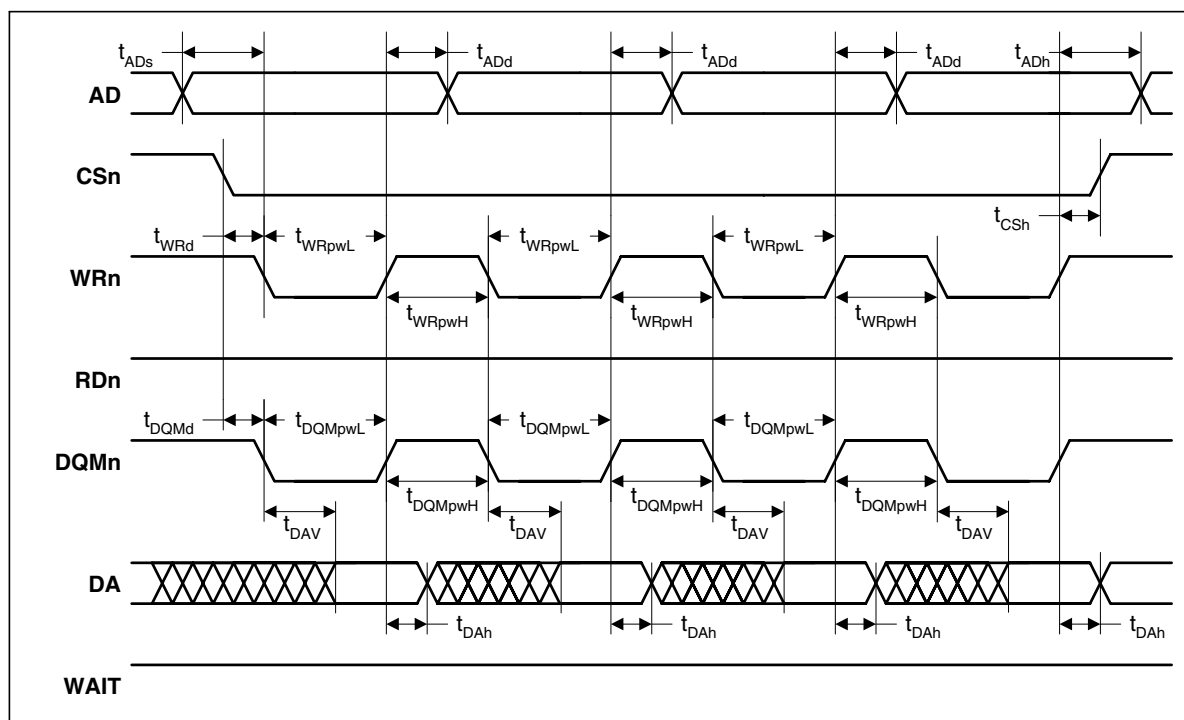 tADs tADd tADd tADd tADh
AD
CSn
tCSh
tWRd tWRpwL tWRpwL tWRpwL
WRn
tWRpwH tWRpwH tWRpwH
RDn
tDQMd tDQMpwL tDQMpwL tDQMpwL
DQMn
tDQMpwH tDQMpwH tDQMpwH
tDAV tDAV tDAV tDAV
DA
tDAh tDAh tDAh tDAh
WAIT